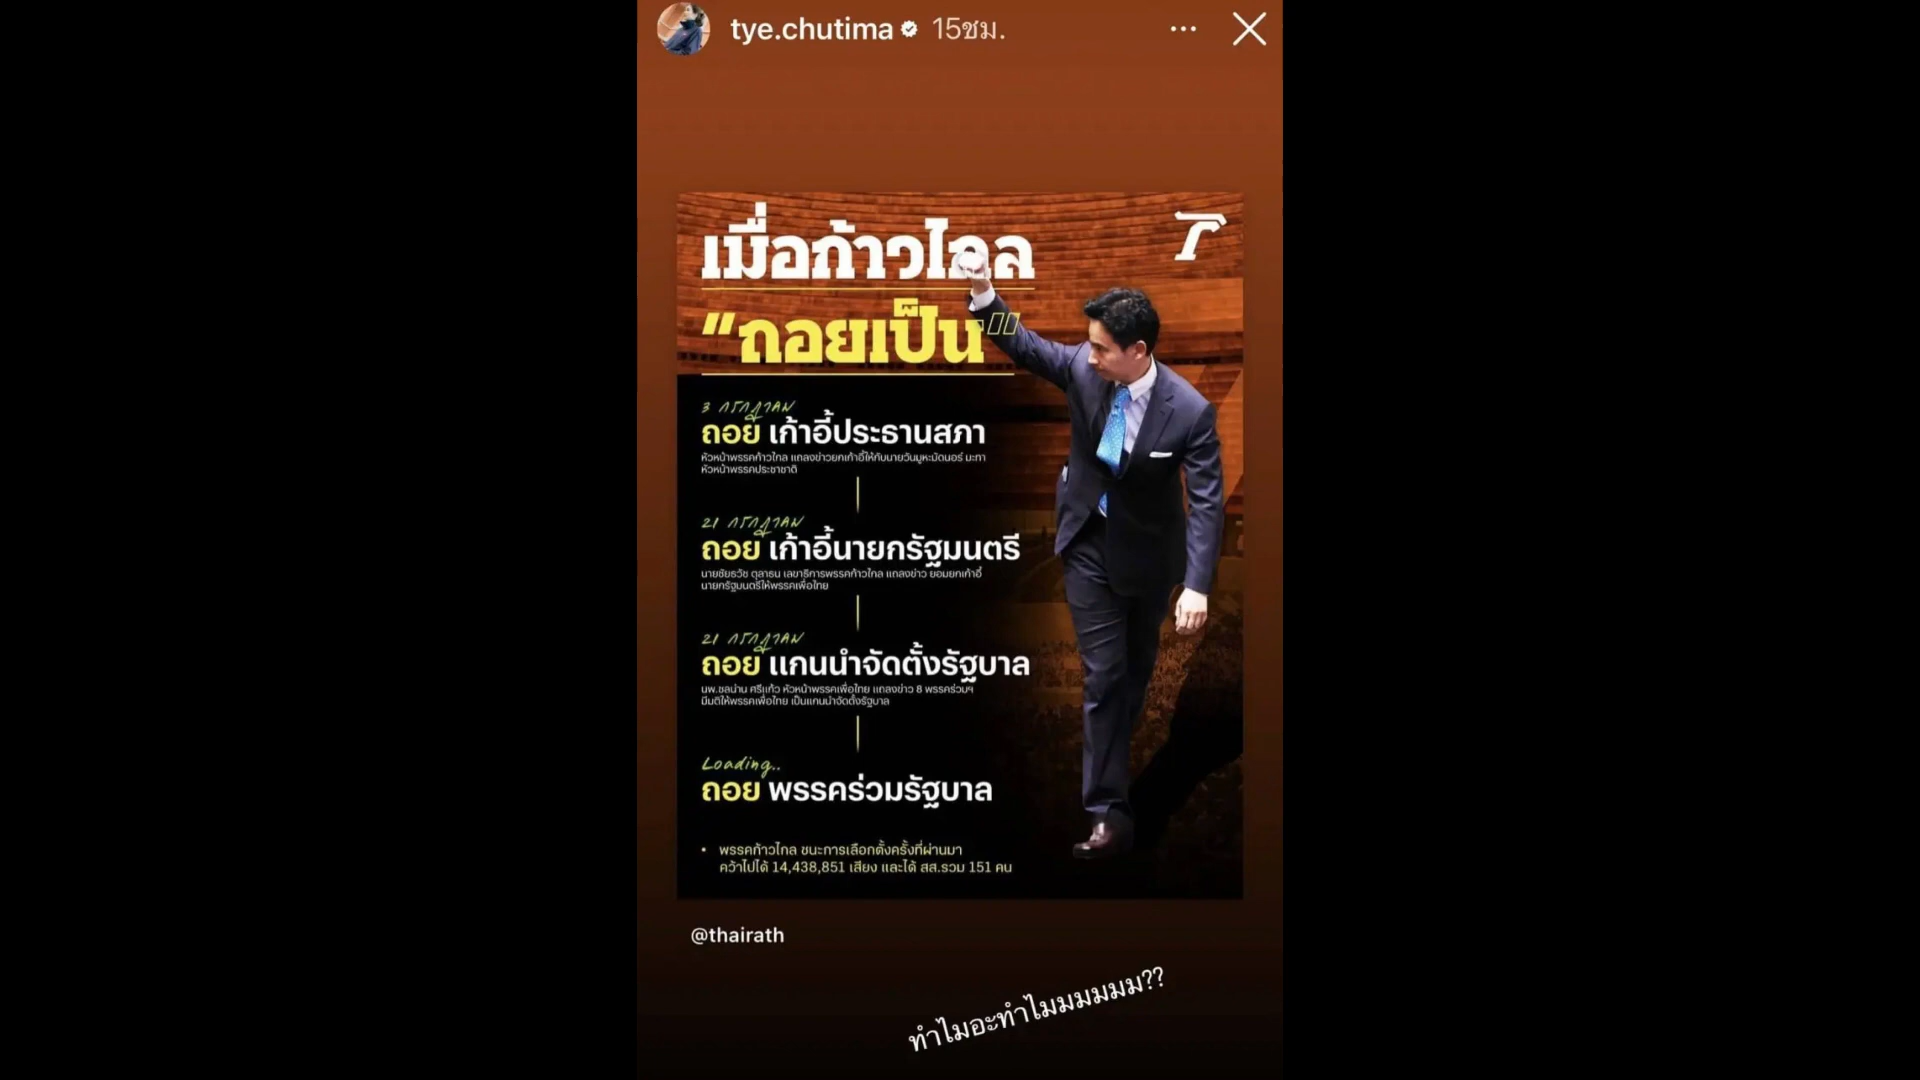 tye.chutima 15ชม.
เมื่อก้าวไกล
"ถอยเป็น"
3 กรกฎาคม
ถอย เก้าอี้ประธานสภา
หัวหน้าพรรคก้าวไกล แถลงข่าวยกเก้าอี้ให้กับนายวันมูหะมัดนอร์ มะทา
หัวหน้าพรรคประชาชาติ
21 กรกฎาคม
ถอย เก้าอี้นายกรัฐมนตรี
นายชัยธวัช ตุลาธน เลขาธิการพรรคก้าวไกล แถลงข่าว ยอมยกเก้าอี้
นายกรัฐมนตรีให้พรรคเพื่อไทย
21 กรกฎาคม
ถอย แกนนำจัดตั้งรัฐบาล
นพ.ชลน่าน ศรีแก้ว หัวหน้าพรรคเพื่อไทย แถลงข่าว 8 พรรคร่วมฯ
มีมติให้พรรคเพื่อไทย เป็นแกนนำจัดตั้งรัฐบาล
Loading..
ถอย พรรคร่วมรัฐบาล
• พรรคก้าวไกล ชนะการเลือกตั้งครั้งที่ผ่านมา
คว้าไปได้ 14,438,851 เสียง และได้ สส.รวม 151 คน
@thairath
ทำไมอะทำไมมมมมม??